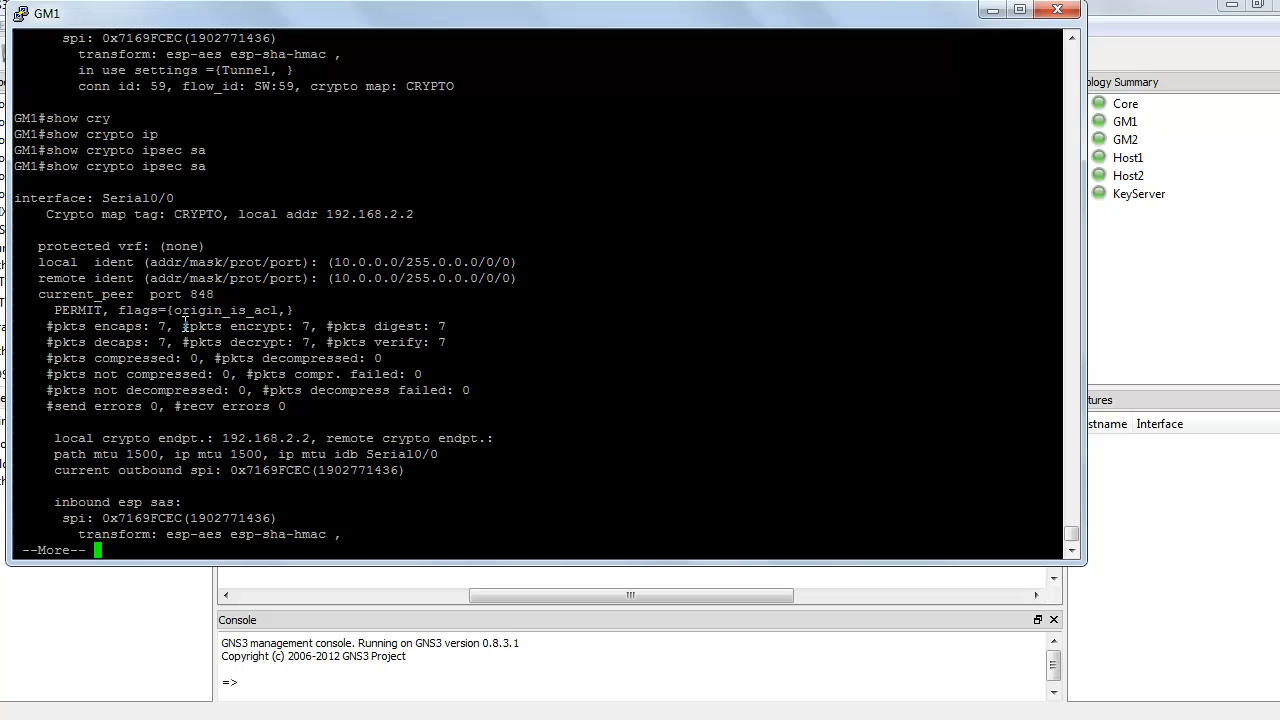 GM1
spi: 0x7169FCEC(1902771436)
transform: esp-aes esp-sha-hmac ,
in use settings ={Tunnel, }
conn id: 59, flow_id: SW:59, crypto map: CRYPTO
GM1#show cry
GM1#show crypto ip
GM1#show crypto ipsec sa
GM1#show crypto ipsec sa
interface: Serial0/0
Crypto map tag: CRYPTO, local addr 192.168.2.2
protected vrf: (none)
local  ident (addr/mask/prot/port): (10.0.0.0/255.0.0.0/0/0)
remote ident (addr/mask/prot/port): (10.0.0.0/255.0.0.0/0/0)
current_peer  port 848
PERMIT, flags={origin_is_acl,}
#pkts encaps: 7, #pkts encrypt: 7, #pkts digest: 7
#pkts decaps: 7, #pkts decrypt: 7, #pkts verify: 7
#pkts compressed: 0, #pkts decompressed: 0
#pkts not compressed: 0, #pkts compr. failed: 0
#pkts not decompressed: 0, #pkts decompress failed: 0
#send errors 0, #recv errors 0
local crypto endpt.: 192.168.2.2, remote crypto endpt.:
path mtu 1500, ip mtu 1500, ip mtu idb Serial0/0
current outbound spi: 0x7169FCEC(1902771436)
inbound esp sas:
spi: 0x7169FCEC(1902771436)
transform: esp-aes esp-sha-hmac ,
--More--
ology Summary
Core
GM1
GM2
Host1
Host2
KeyServer
tures
stname Interface
Console
GNS3 management console. Running on GNS3 version 0.8.3.1
Copyright (c) 2006-2012 GNS3 Project
=>